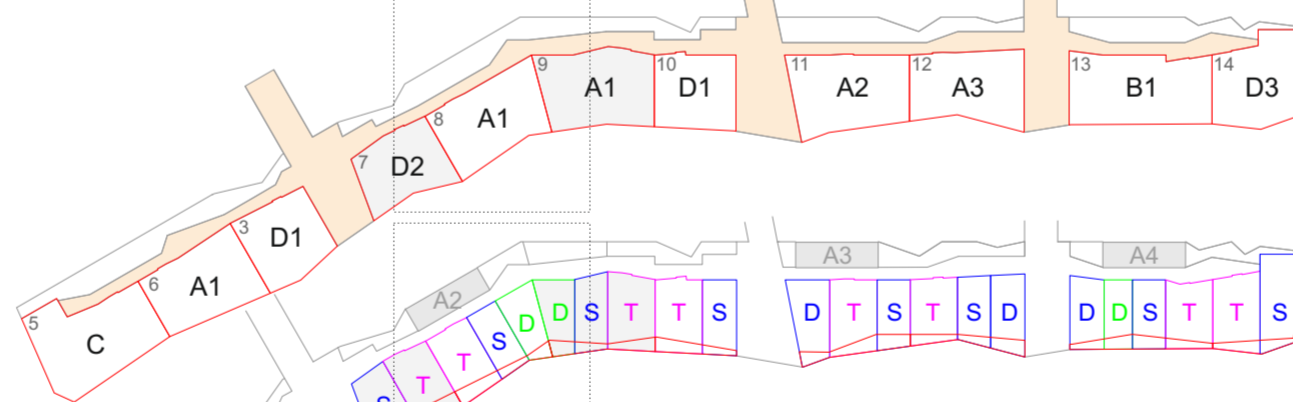 9 A1
10 D1
11 A2
12 A3
13 B1
14 D3
8 A1
7 D2
3 D1
6 A1
5 C
A2
A3
A4
S T T S D D S T T S
D T S T S D
D D S T T S